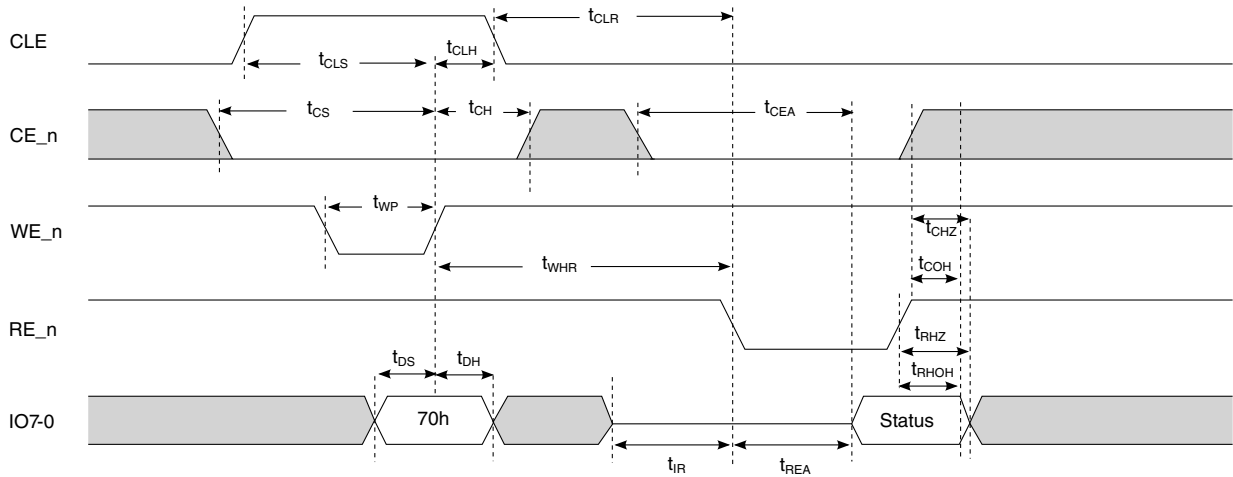 CLE
tCLR
tCLS
tCLH
CE_n
tCS
tCH
tCEA
WE_n
tWP
tCHZ
tWHR
tCOH
RE_n
tRHZ
tDS
tDH
tRHOH
IO7-0
70h
Status
tIR
tREA